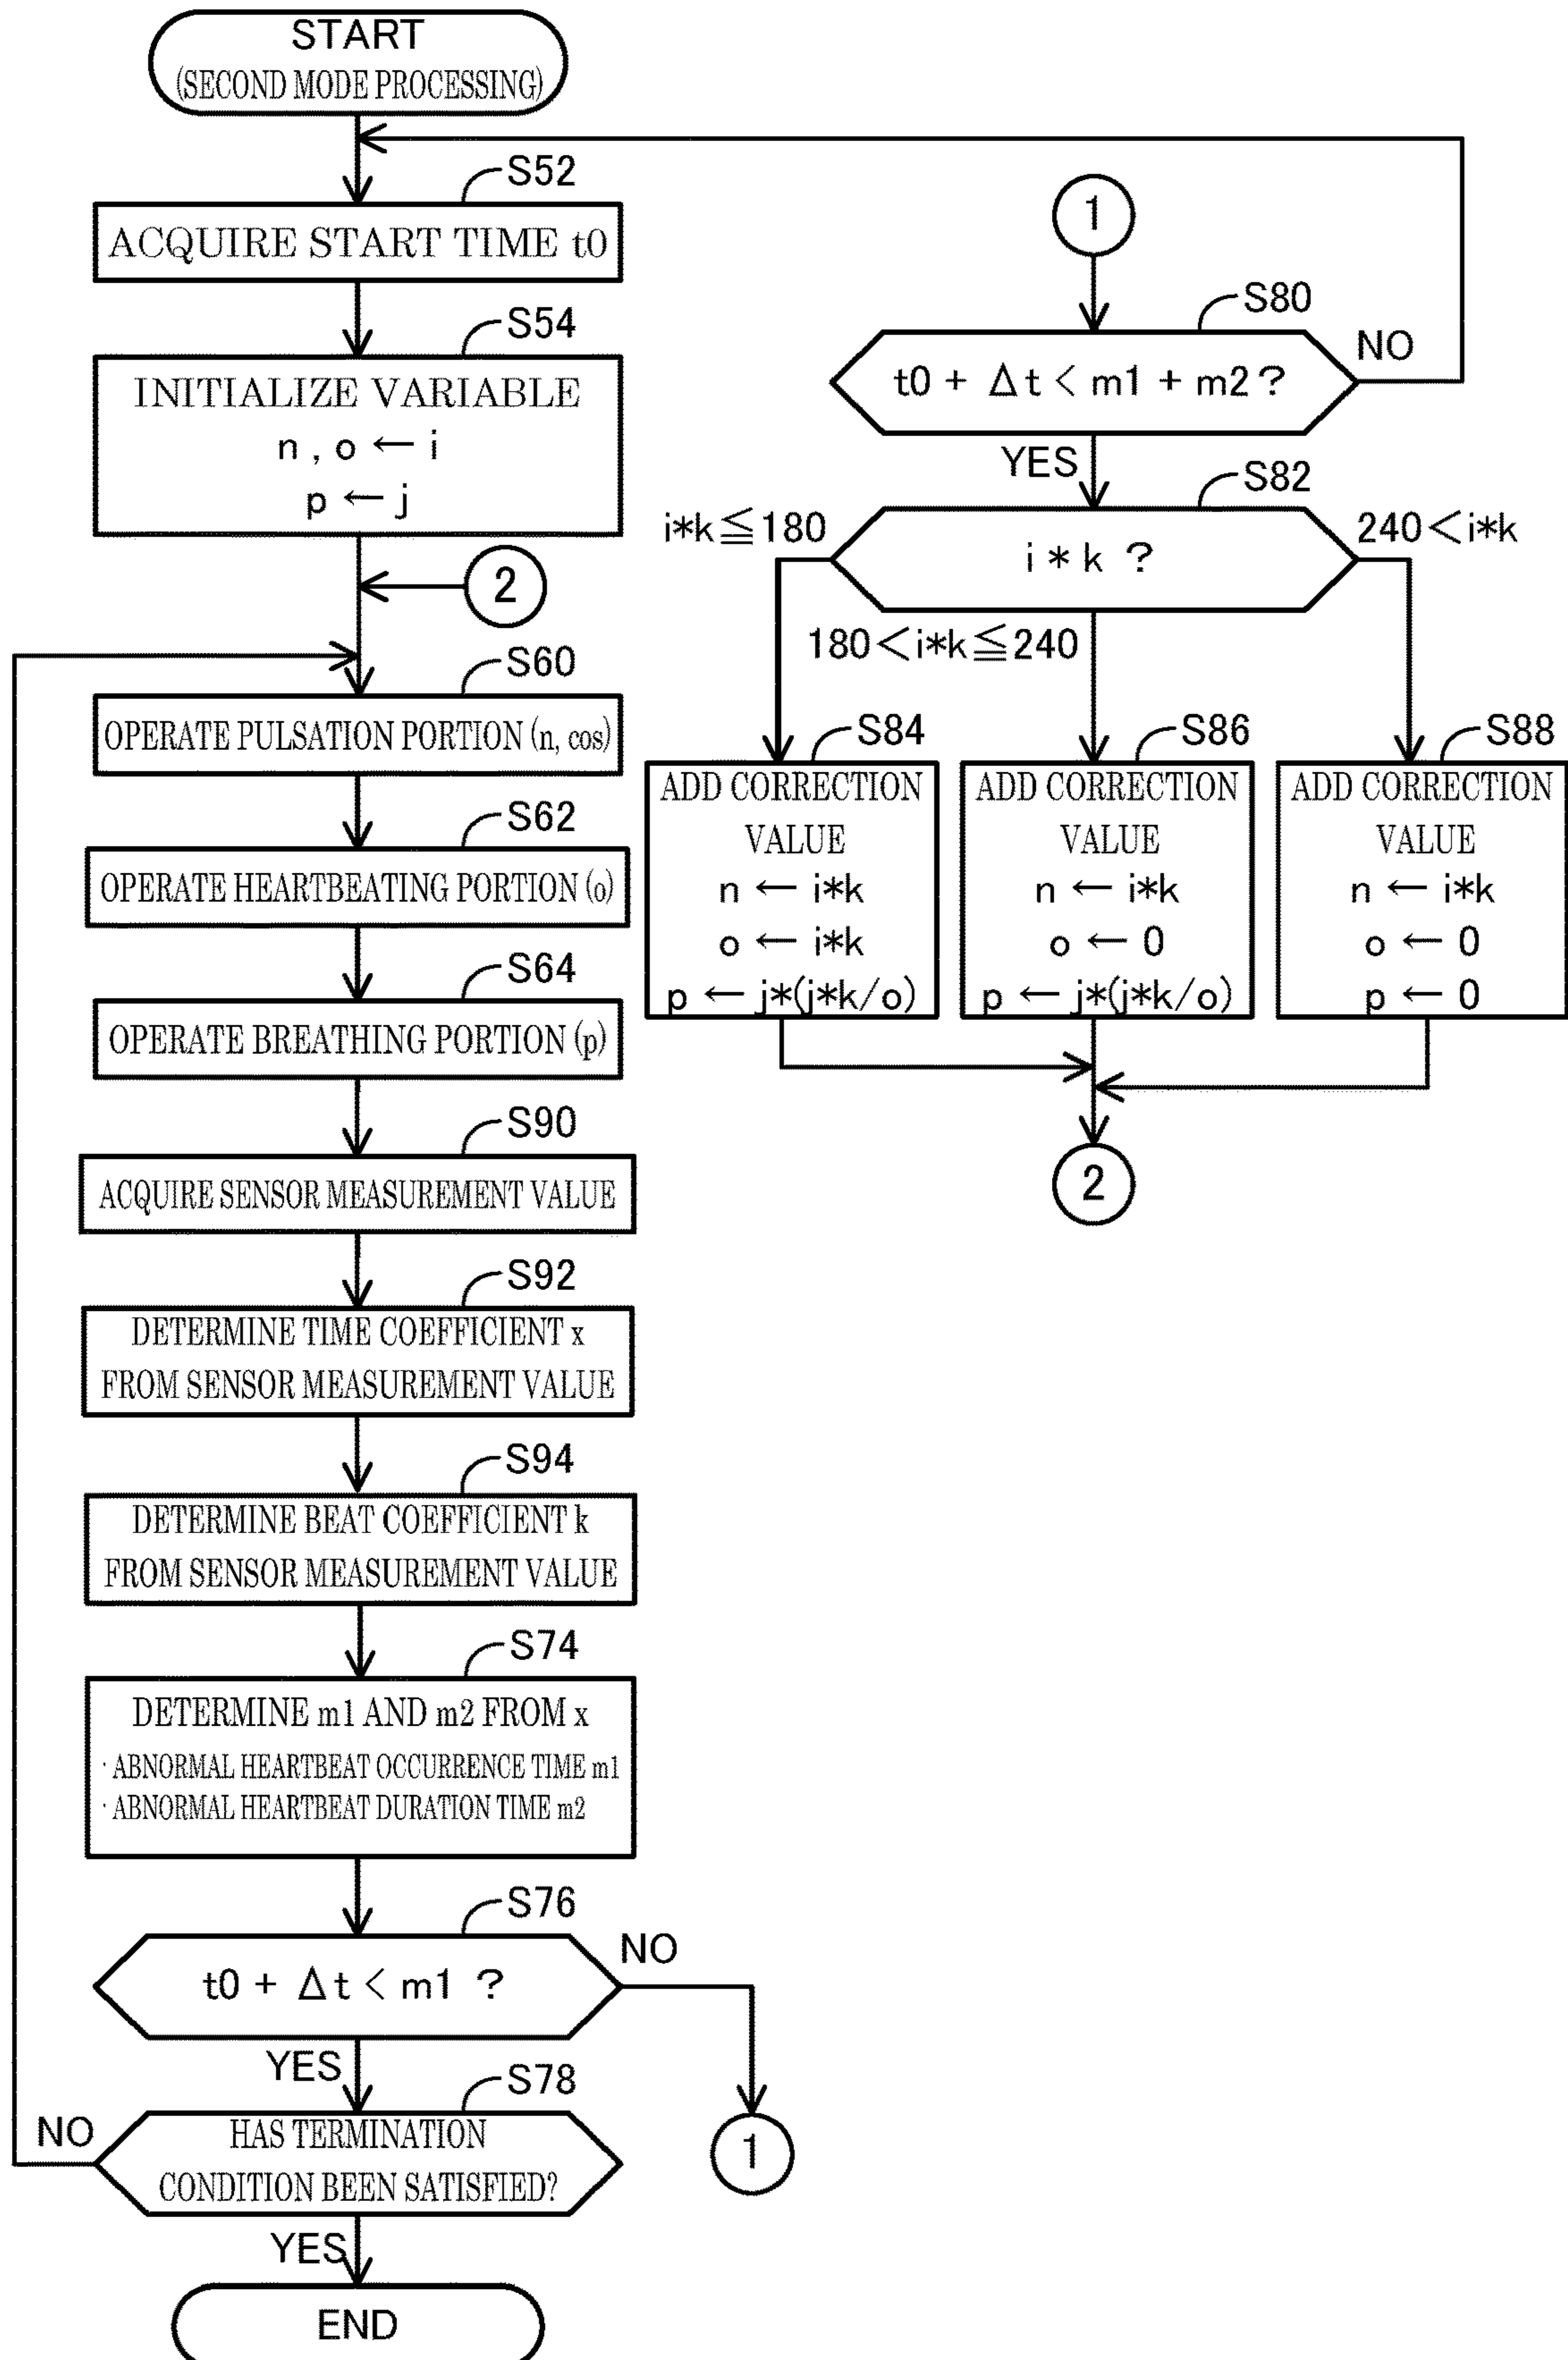 START
(SECOND MODE PROCESSING)
S52
ACQUIRE START TIME t0
S54
INITIALIZE VARIABLE
n , o ← i
p ← j
2
S60
OPERATE PULSATION PORTION (n, cos)
S62
OPERATE HEARTBEATING PORTION (o)
S64
OPERATE BREATHING PORTION (p)
S90
ACQUIRE SENSOR MEASUREMENT VALUE
S92
DETERMINE TIME COEFFICIENT x
FROM SENSOR MEASUREMENT VALUE
S94
DETERMINE BEAT COEFFICIENT k
FROM SENSOR MEASUREMENT VALUE
S74
DETERMINE m1 AND m2 FROM x
· ABNORMAL HEARTBEAT OCCURRENCE TIME m1
· ABNORMAL HEARTBEAT DURATION TIME m2
S76
t0 + Δt < m1 ?
NO
1
YES
S78
HAS TERMINATION
CONDITION BEEN SATISFIED?
NO
YES
END
1
S80
t0 + Δt < m1 + m2 ?
NO
YES
S82
i * k ?
i*k≦180
180<i*k≦240
240<i*k
S84
ADD CORRECTION
VALUE
n ← i*k
o ← i*k
p ← j*(j*k/o)
S86
ADD CORRECTION
VALUE
n ← i*k
o ← 0
p ← j*(j*k/o)
S88
ADD CORRECTION
VALUE
n ← i*k
o ← 0
p ← 0
2